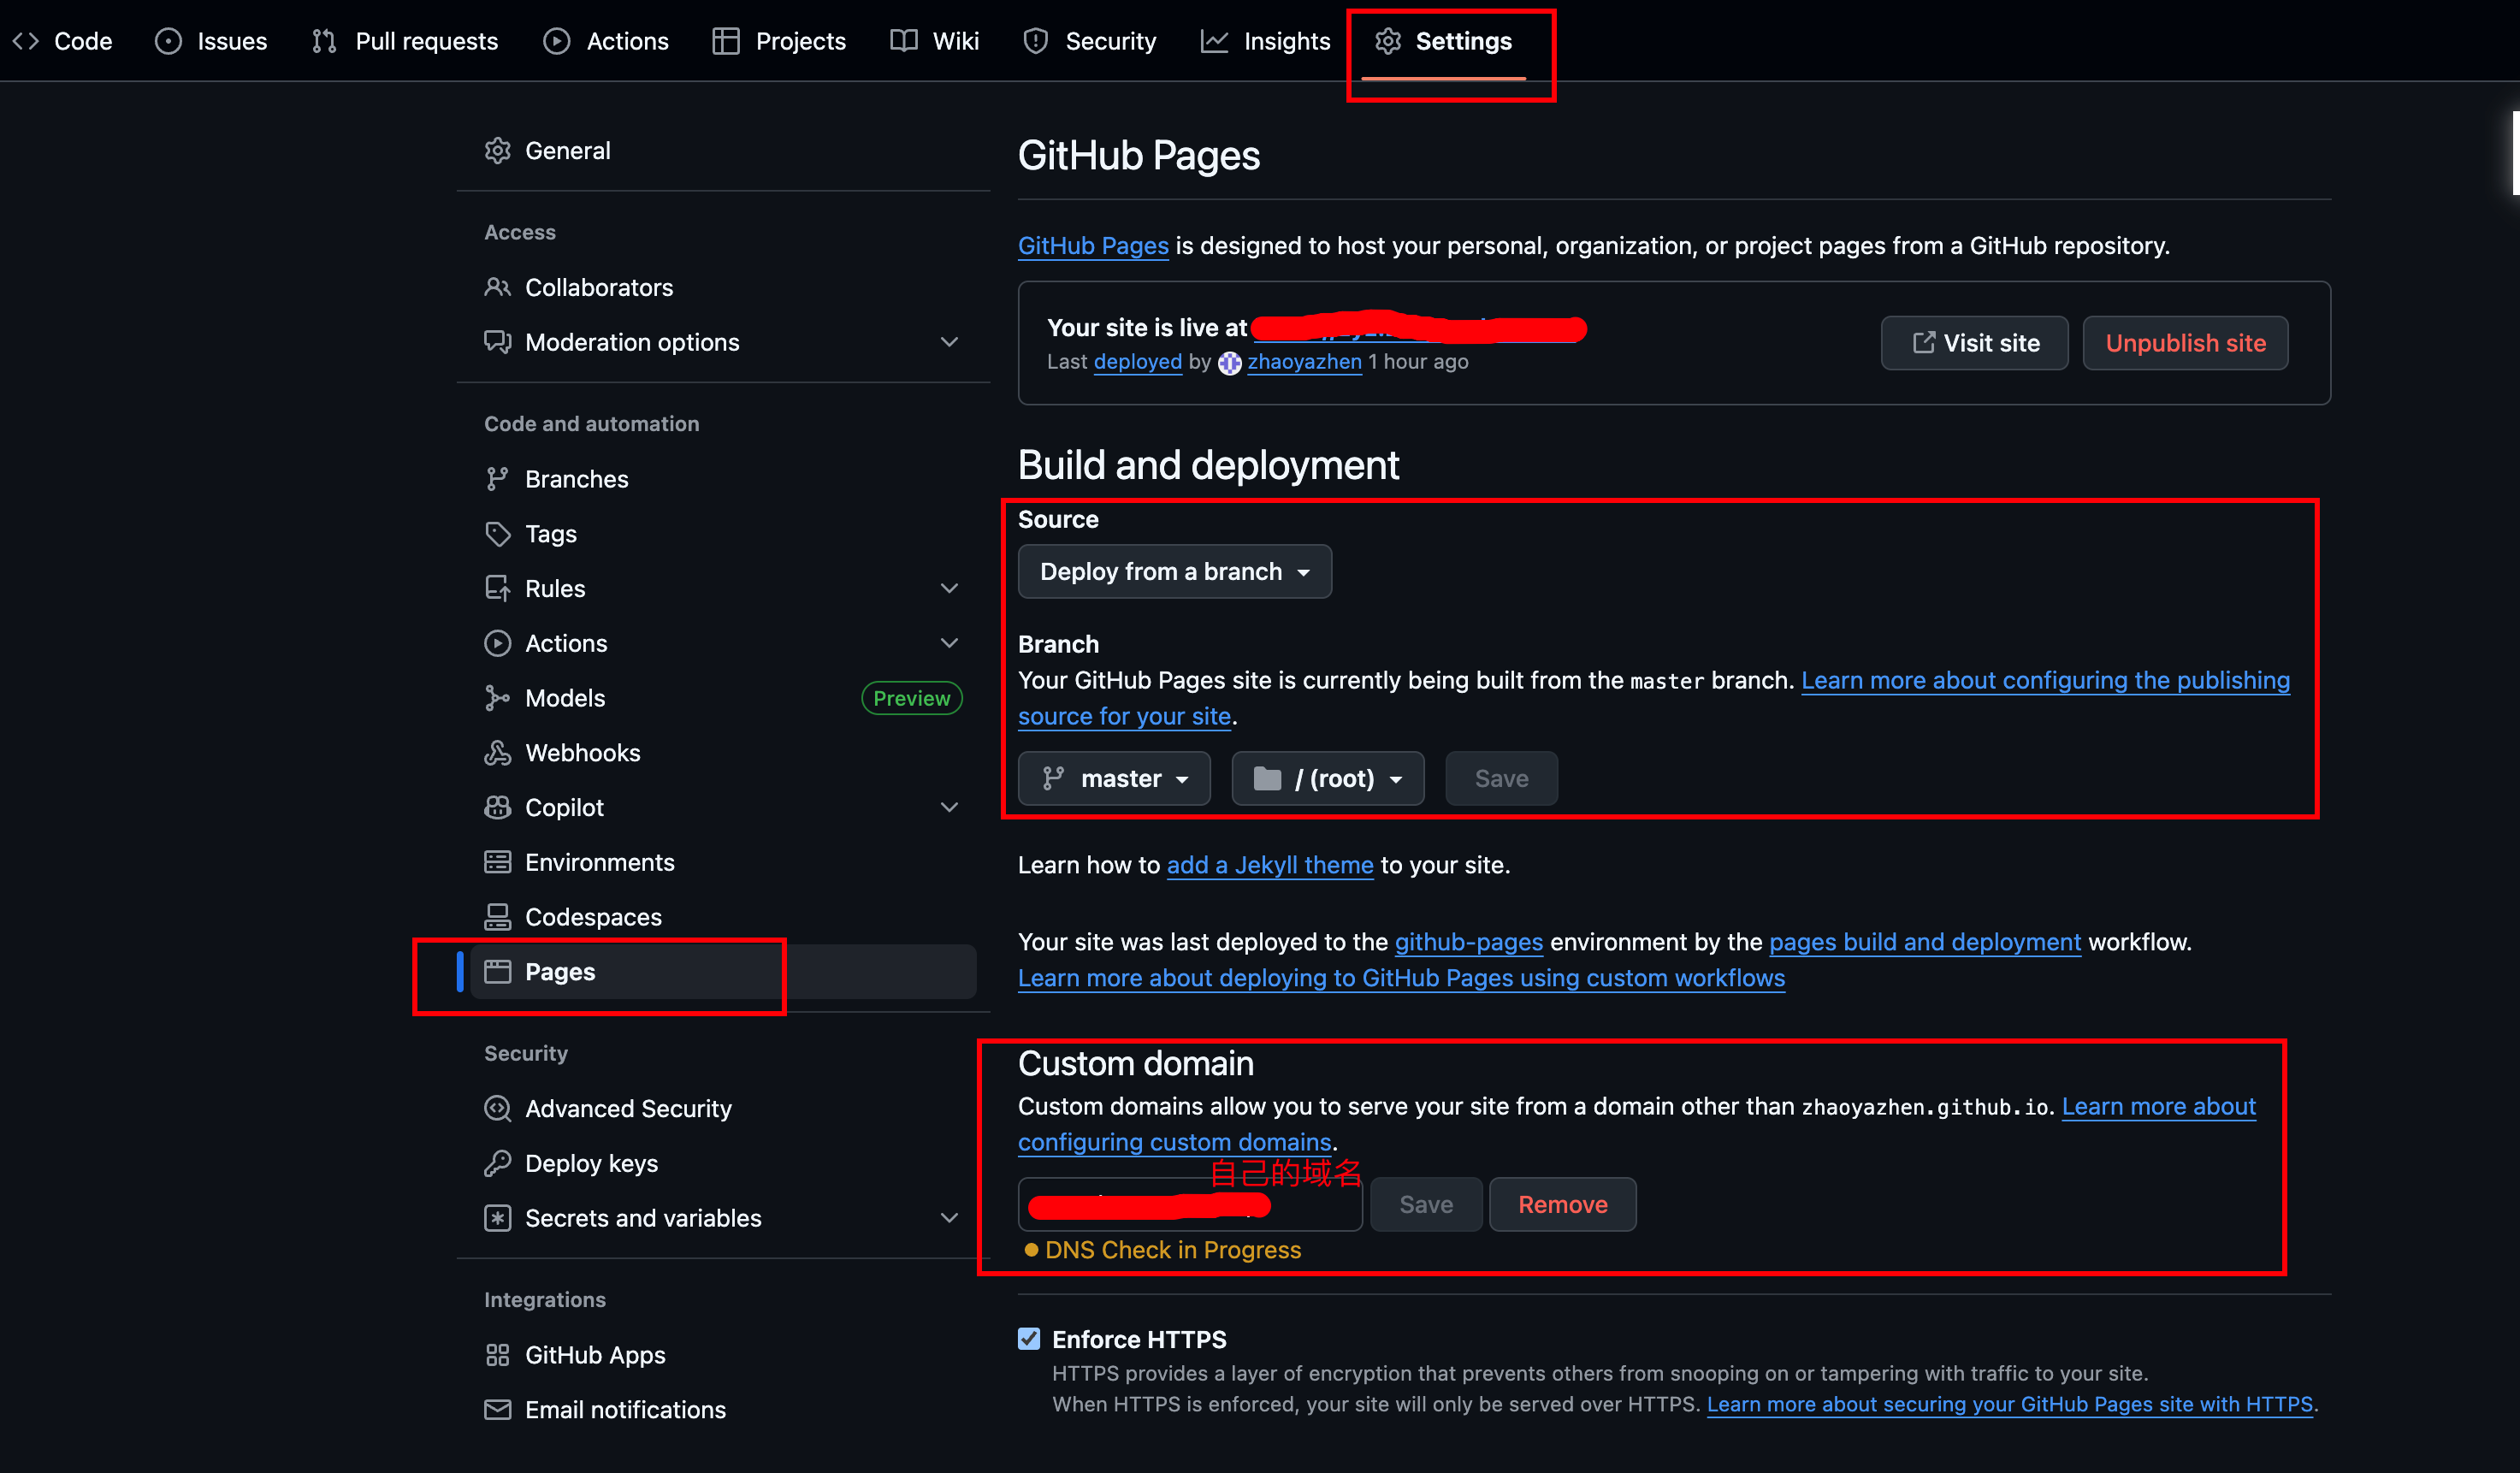 Code Issues Pull requests Actions Projects Wiki Security Insights Settings
General
Access
Collaborators
Moderation options
Code and automation
Branches
Tags
Rules
Actions
Models Preview
Webhooks
Copilot
Environments
Codespaces
Pages
Security
Advanced Security
Deploy keys
Secrets and variables
Integrations
GitHub Apps
Email notifications
GitHub Pages
GitHub Pages is designed to host your personal, organization, or project pages from a GitHub repository.
Your site is live at
Last deployed by zhaoyazhen 1 hour ago
Visit site
Unpublish site
Build and deployment
Source
Deploy from a branch
Branch
Your GitHub Pages site is currently being built from the master branch. Learn more about configuring the publishing
source for your site.
master / (root) Save
Learn how to add a Jekyll theme to your site.
Your site was last deployed to the github-pages environment by the pages build and deployment workflow.
Learn more about deploying to GitHub Pages using custom workflows
Custom domain
Custom domains allow you to serve your site from a domain other than zhaoyazhen.github.io. Learn more about
configuring custom domains.
自己的域名
Save Remove
DNS Check in Progress
Enforce HTTPS
HTTPS provides a layer of encryption that prevents others from snooping on or tampering with traffic to your site.
When HTTPS is enforced, your site will only be served over HTTPS. Learn more about securing your GitHub Pages site with HTTPS.